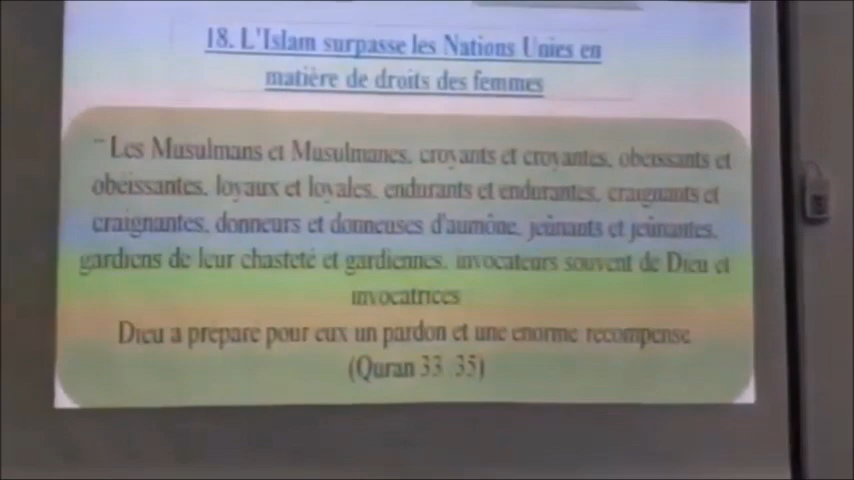 18. L'Islam surpasse les Nations Unies en
matière de droits des femmes
¨ Les Musulmans et Musulmanes, croyants et croyantes, obeissants et
obéissantes, loyaux et loyales, endurants et endurantes, craignants et
craignantes, donneurs et donneuses d'aumône, jeûnants et jeûnantes,
gardiens de leur chasteté et gardiennes, invocateurs souvent de Dieu et
invocatrices
Dieu a préparé pour eux un pardon et une enorme recompense
(Quran 33 :35)